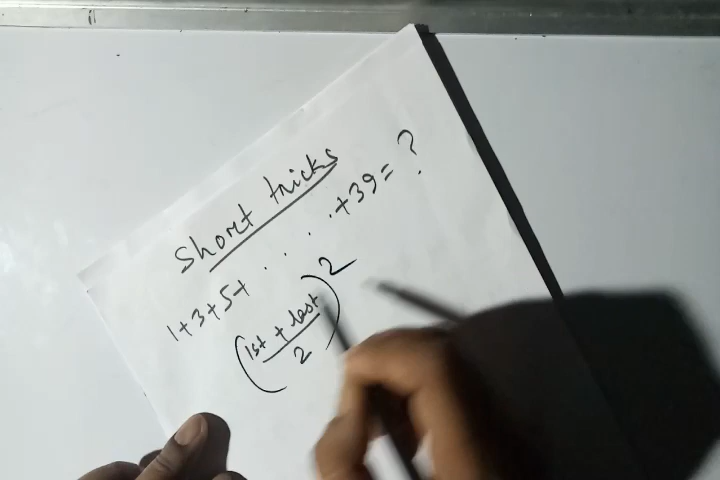 Short tricks
1+3+5+ . . . . . +39=?
(1st + last / 2)²